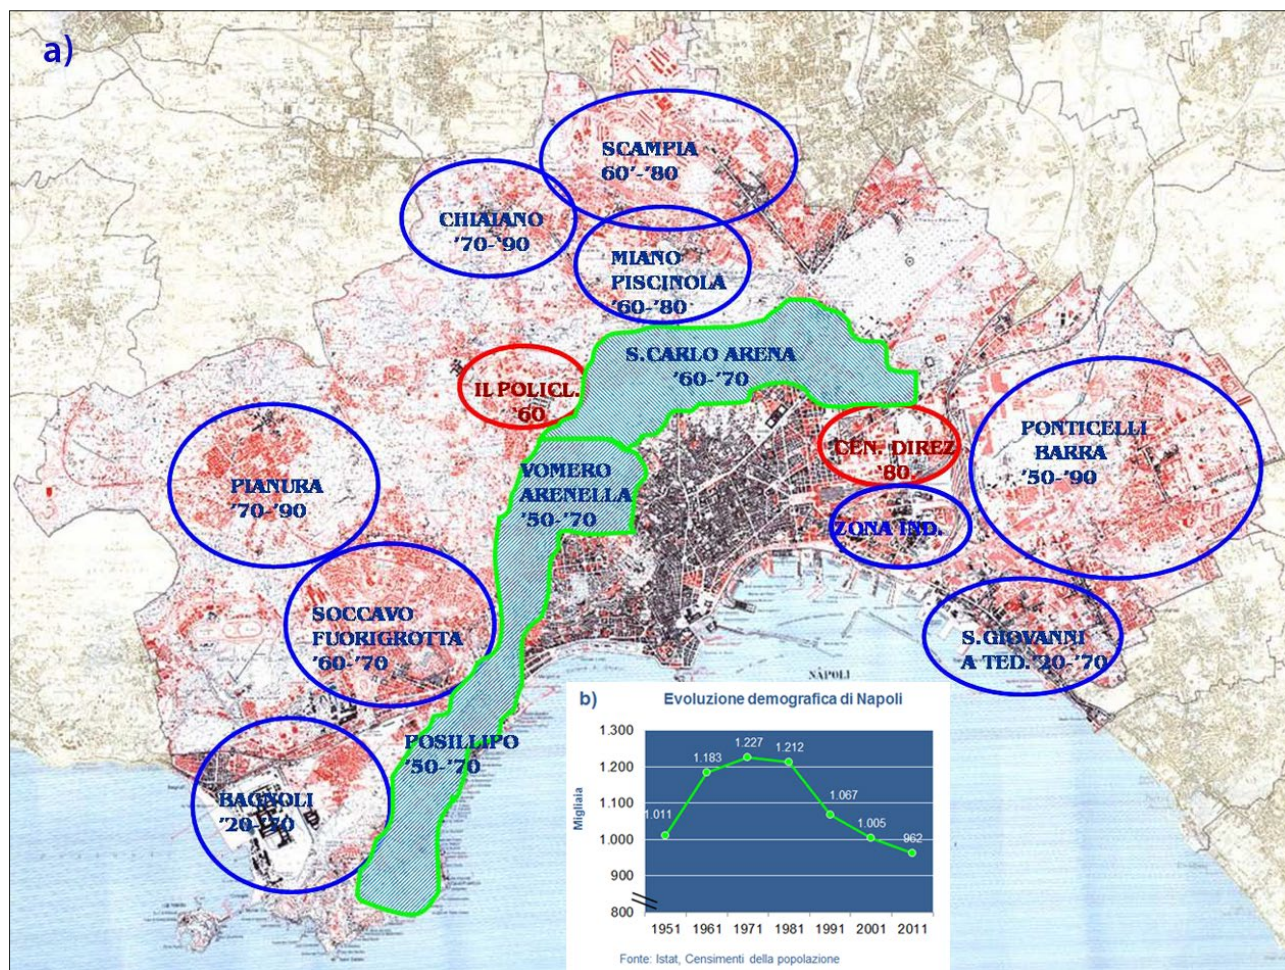 a)
SCAMPIA
60'-'80
CHIAIANO
'70-'90
MIANO
PISCINOLA
'60-'80
S.CARLO ARENA
'60-'70
IL POLICL.
'60
CEN. DIREZ
'80
PONTICELLI
BARRA
'50-'90
VOMERO
ARENELLA
'50-'70
PIANURA
'70-'90
ZONA IND.
SOCCAVO
FUORIGROTTA
'60-'70
S.GIOVANNI
A TED. '20-'70
NAPOLI
POSILLIPO
'50-'70
BAGNOLI
b) Evoluzione demografica di Napoli
Migliaia
1.300
1.200
1.100
1.000
900
800
1.011
1.183
1.227
1.212
1.067
1.005
962
1951 1961 1971 1981 1991 2001 2011
Fonte: Istat, Censimenti della popolazione